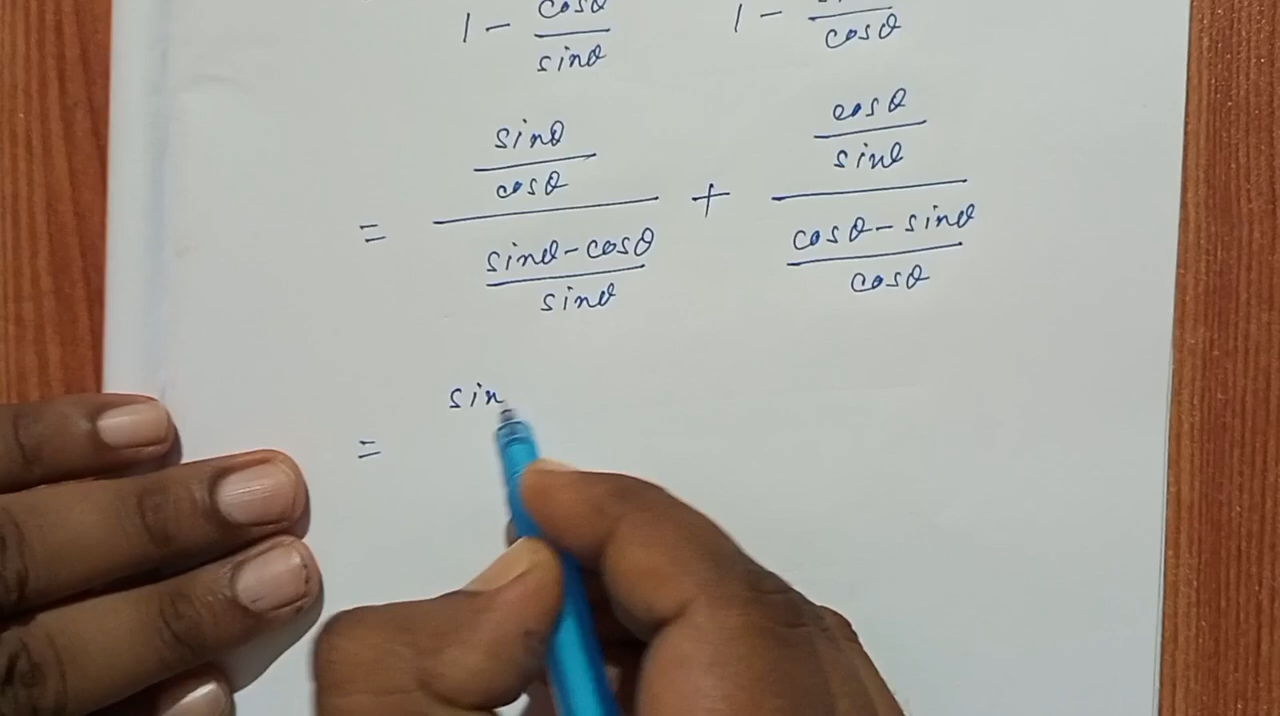 1 - cosθ/sinθ 1 - /cosθ
= (sinθ/cosθ)/((sinθ-cosθ)/sinθ) + (cosθ/sinθ)/((cosθ-sinθ)/cosθ)
= sin